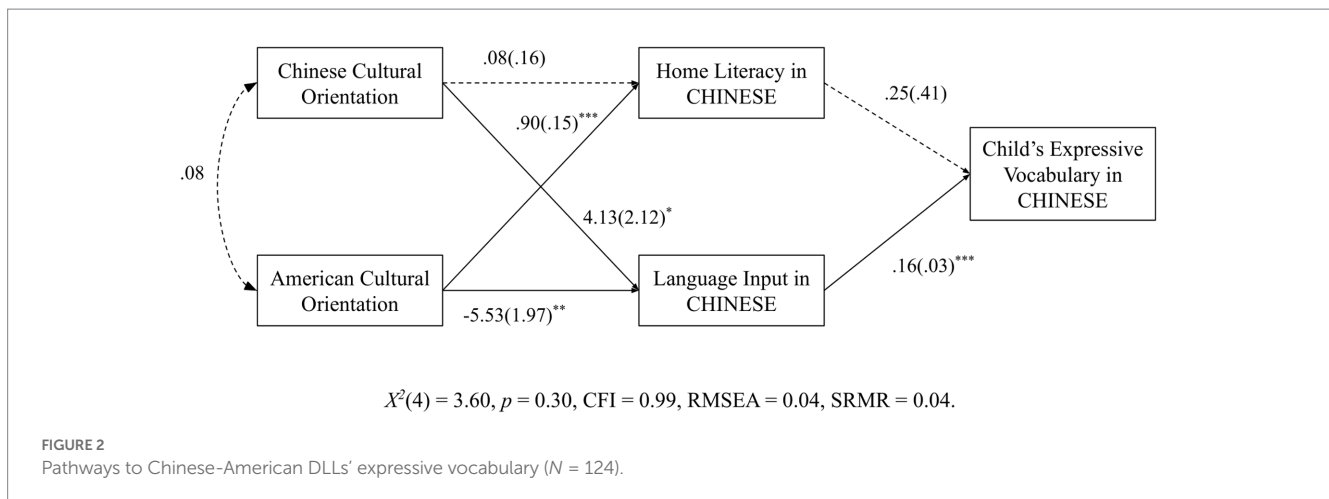 Chinese Cultural
Orientation
.08(.16)
Home Literacy in
CHINESE
.90(.15)***
.25(.41)
Child's Expressive
Vocabulary in
CHINESE
.08
4.13(2.12)*
American Cultural
Orientation
-5.53(1.97)**
Language Input in
CHINESE
.16(.03)***
X²(4) = 3.60, p = 0.30, CFI = 0.99, RMSEA = 0.04, SRMR = 0.04.
FIGURE 2
Pathways to Chinese-American DLLs' expressive vocabulary (N = 124).